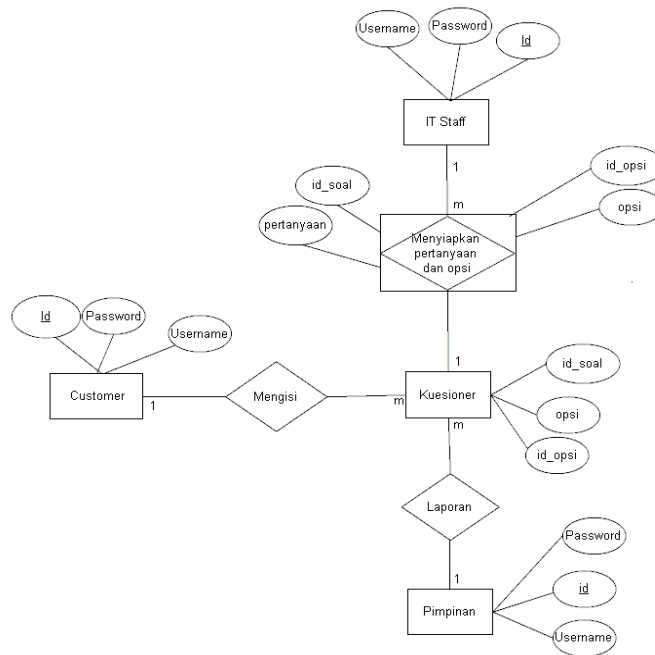 Username
Password
Id
IT Staff
1
m
id_soal
pertanyaan
Menyiapkan
pertanyaan
dan opsi
id_opsi
opsi
Id
Password
Username
Customer
1
Mengisi
m
1
Kuesioner
m
id_soal
opsi
id_opsi
Laporan
1
Pimpinan
Password
id
Username